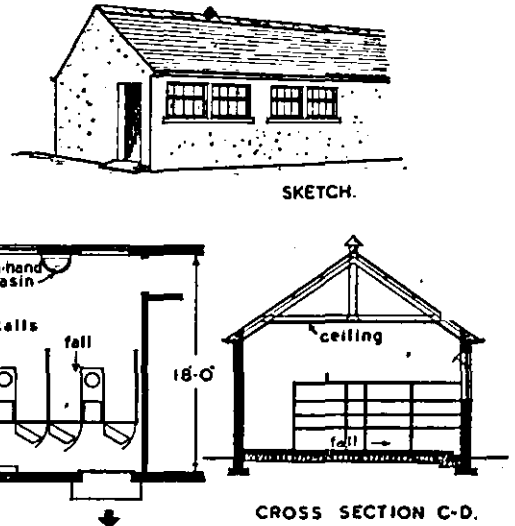 SKETCH.
hand
asin
alls
fall
18'-0"
ceiling
fall
CROSS SECTION C-D.